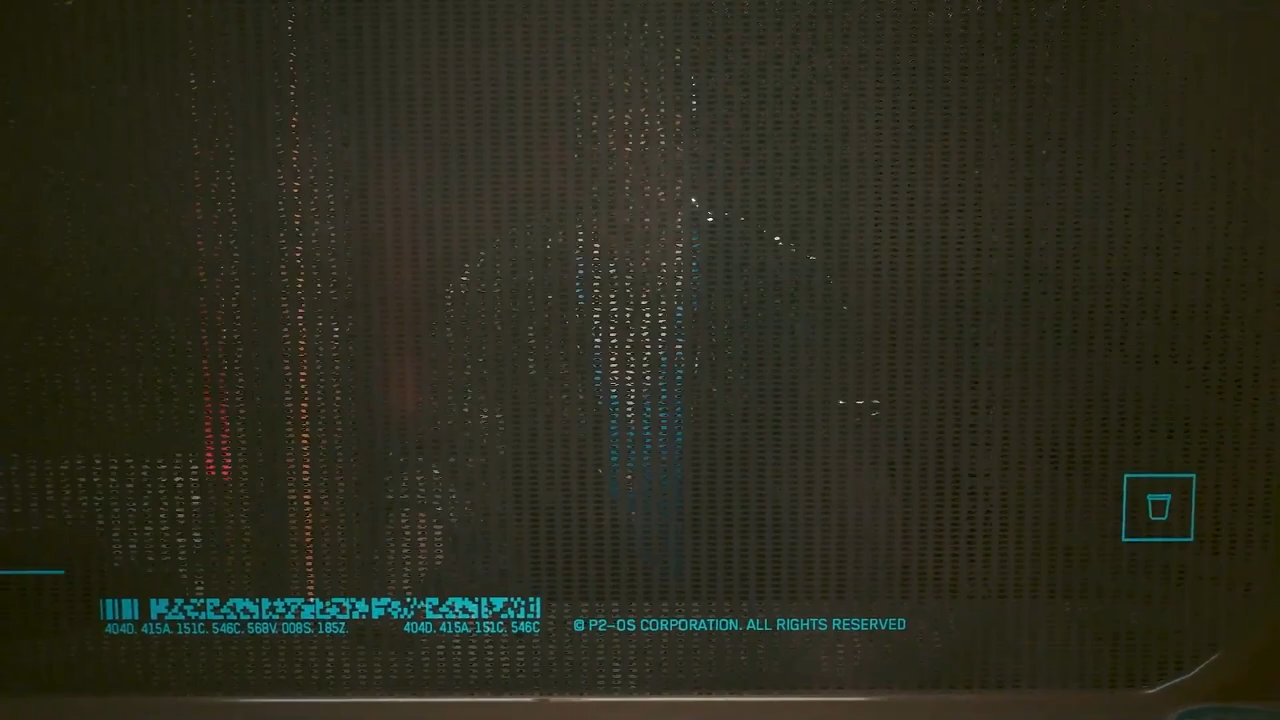 404D. 415A. 151C. 546C. 568V. 008S. 185Z.
404D. 415A. 151C. 546C
© P2-OS CORPORATION. ALL RIGHTS RESERVED